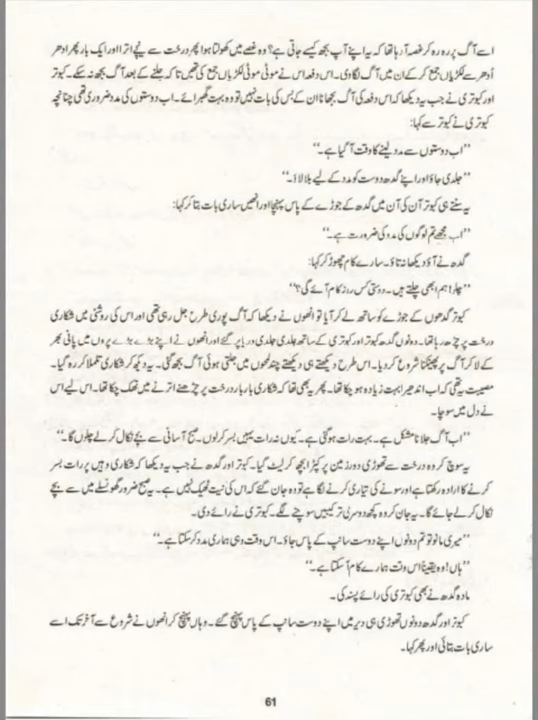 اسے آگ پر رہ رہ کر غصہ آ رہا تھا کہ یہ اپنے آپ بجھ کیسے جاتی ہے؟ وہ غصے میں کھولتا ہوا پھر درخت سے نیچے اترا اور ایک بار پھر ادھر
اُدھر سے لکڑیاں جمع کر کے ان میں آگ لگا دی۔ اس دفعہ اس نے موٹی موٹی لکڑیاں جمع کی تھیں تاکہ جلنے کے بعد آگ بجھ نہ سکے۔ کبوتر
اور کبوتری نے جب یہ دیکھا کہ اس دفعہ کی آگ بجھانا ان کے بس کی بات نہیں تو وہ بہت گھبرائے۔ اب دوستوں کی مدد ضروری تھی چنانچہ
کبوتری نے کبوتر سے کہا:
’’اب دوستوں سے مدد لینے کا وقت آ گیا ہے۔‘‘
’’جلدی جاؤ اور اپنے گدھ دوست کو مدد کے لیے بلا لاؤ۔‘‘
یہ سنتے ہی کبوتر آن کی آن میں گدھ کے جوڑے کے پاس پہنچا اور انھیں ساری بات بتا کر کہا:
’’اب مجھے تم لوگوں کی مدد کی ضرورت ہے۔‘‘
گدھ نے آؤ دیکھا نہ تاؤ۔ سارے کام چھوڑ کر کہا:
’’چلو! ہم ابھی چلتے ہیں۔ دوستی کس روز کام آئے گی؟‘‘
کبوتر گدھوں کے جوڑے کو ساتھ لے کر آیا تو انھوں نے دیکھا کہ آگ پوری طرح جل رہی تھی اور اس کی روشنی میں شکاری
درخت پر چڑھ رہا تھا۔ دونوں گدھ کبوتر اور کبوتری کے ساتھ جلدی جلدی دریا پر گئے اور انھوں نے اپنے بڑے بڑے پروں میں پانی بھر
کے لا کر آگ پر پھینکنا شروع کر دیا۔ اس طرح دیکھتے ہی دیکھتے چند لمحوں میں جلتی ہوئی آگ بجھ گئی۔ یہ دیکھ کر شکاری تلملا کر رہ گیا۔
مصیبت یہ تھی کہ اب اندھیرا بہت زیادہ ہو چکا تھا۔ پھر یہ بھی تھا کہ شکاری بار بار درخت پر چڑھنے اترنے میں تھک چکا تھا۔ اس لیے اس
نے دل میں سوچا۔
’’اب آگ جلانا مشکل ہے۔ بہت رات ہو گئی ہے۔ کیوں نہ رات یہیں بسر کر لوں۔ صبح آسانی سے بچے نکال کر لے چلوں گا۔‘‘
یہ سوچ کر وہ درخت سے تھوڑی دور زمین پر کپڑا بچھا کر لیٹ گیا۔ کبوتر اور گدھ نے جب یہ دیکھا کہ شکاری وہیں پر رات بسر
کرنے کا ارادہ رکھتا ہے اور سونے کی تیاری کرنے لگا ہے تو وہ جان گئے کہ اس کی نیت ٹھیک نہیں ہے۔ یہ صبح ضرور گھونسلے میں سے بچے
نکال کر لے جائے گا۔ یہ جان کر وہ کچھ دوسری ترکیبیں سوچنے لگے۔ کبوتری نے رائے دی۔
’’میری مانو تو تم دونوں اپنے دوست سانپ کے پاس جاؤ۔ اس وقت وہی ہماری مدد کر سکتا ہے۔‘‘
’’ہاں! وہ یقیناً اس وقت ہمارے کام آ سکتا ہے۔‘‘
مادہ گدھ نے بھی کبوتری کی رائے پسند کی۔
کبوتر اور گدھ دونوں تھوڑی ہی دیر میں اپنے دوست سانپ کے پاس پہنچ گئے۔ وہاں پہنچ کر انھوں نے شروع سے آخر تک اسے
ساری بات بتائی اور پھر کہا۔
61